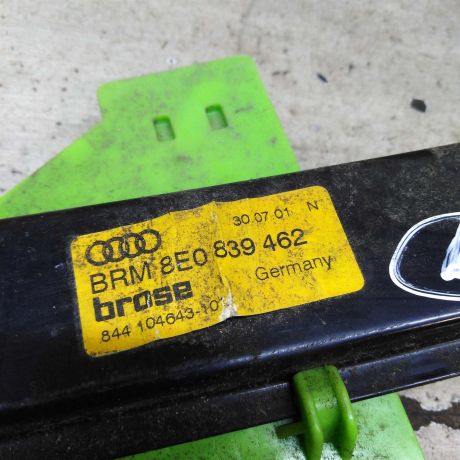 30.07.01 N
BRM 8E0 839 462
brose Germany
844 104643-101